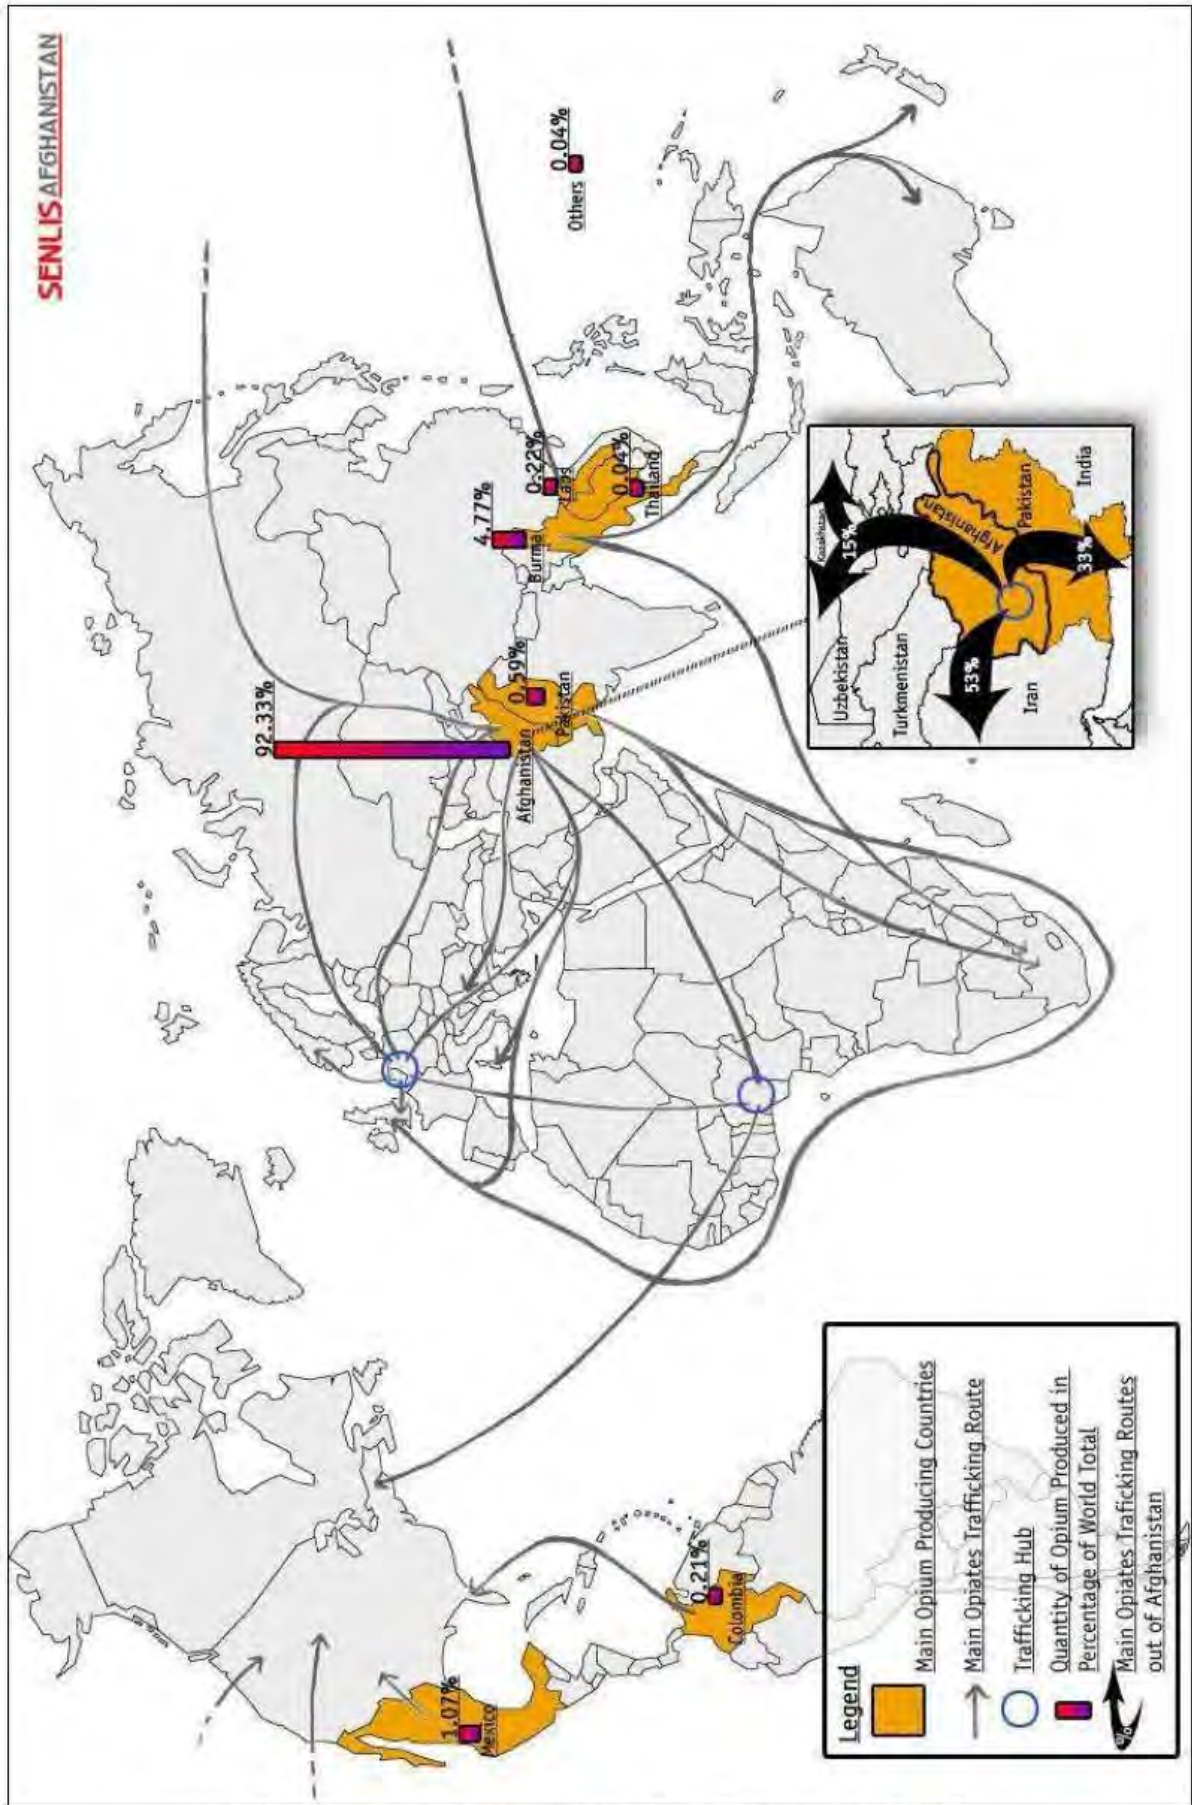 SENLIS AFGHANISTAN
92.33%
Afghanistan
0.59%
Pakistan
4.77%
Burma
0.22%
Laos
0.04%
Thailand
Others 0.04%
1.07%
Mexico
0.21%
Colombia
Kazakhstan
15%
Uzbekistan
Turkmenistan
Afghanistan
53%
Iran
Pakistan
33%
India
Legend
Main Opium Producing Countries
Main Opiates Trafficking Route
Trafficking Hub
Quantity of Opium Produced in
Percentage of World Total
%
Main Opiates Traficking Routes
out of Afghanistan